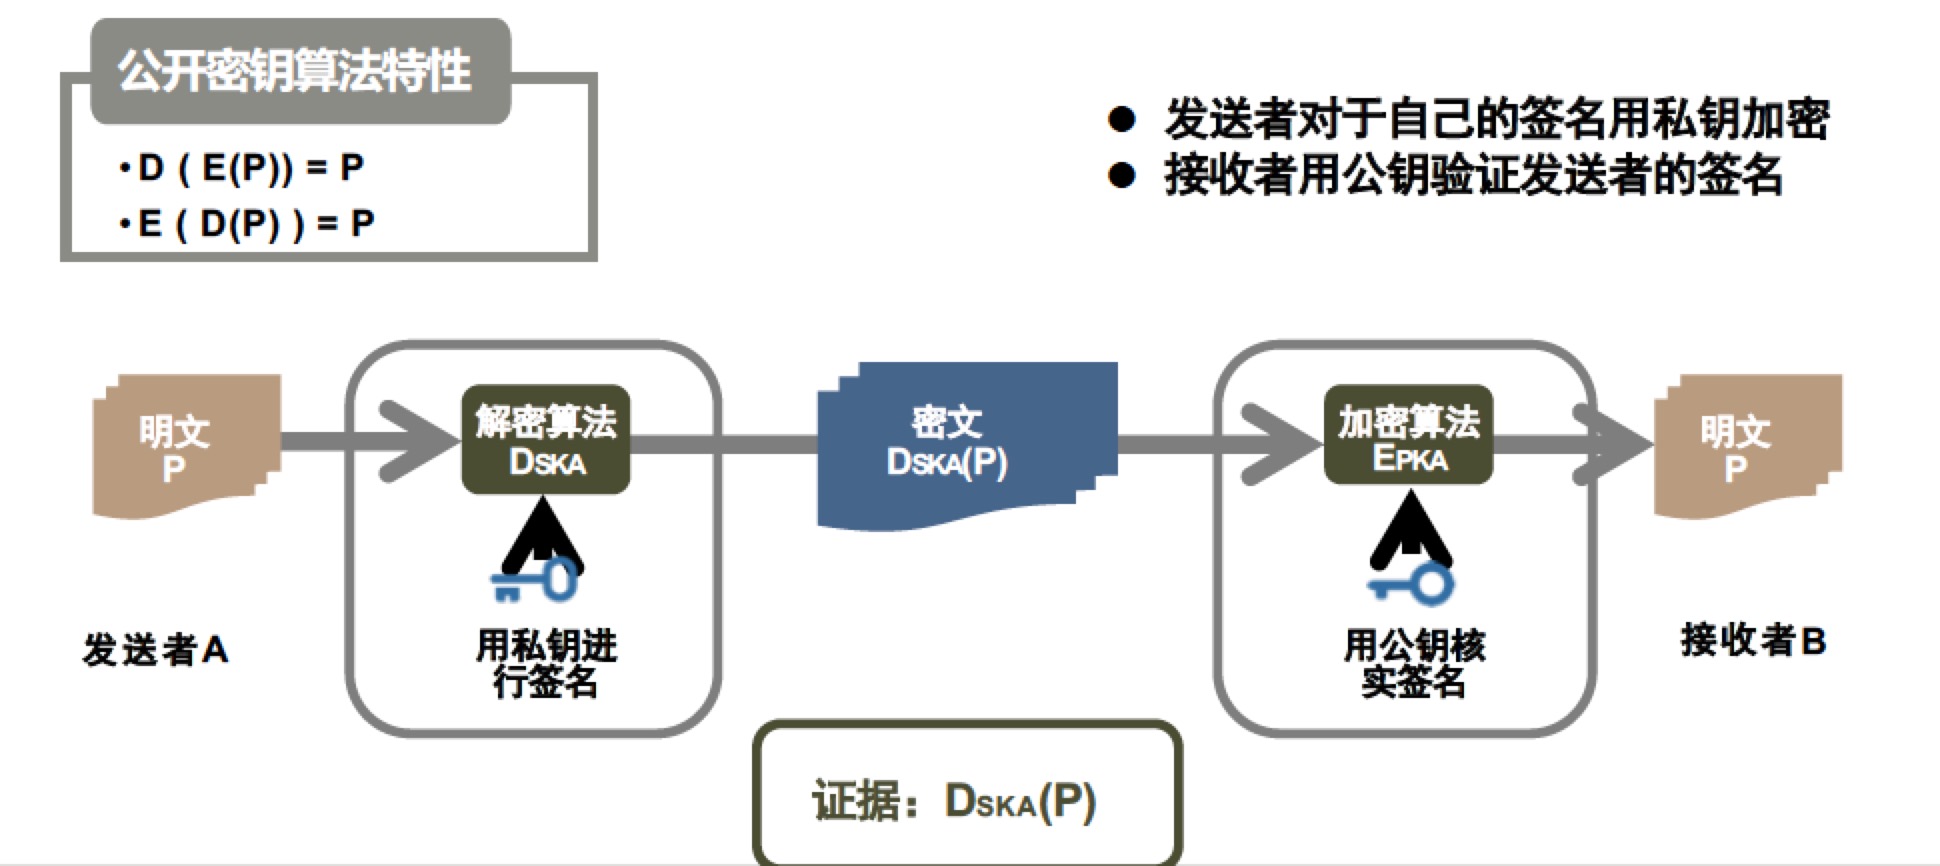 公开密钥算法特性
•D ( E(P)) = P
•E ( D(P) ) = P
● 发送者对于自己的签名用私钥加密
● 接收者用公钥验证发送者的签名
明文
P
解密算法
DSKA
密文
DSKA(P)
加密算法
EPKA
明文
P
发送者A
用私钥进
行签名
用公钥核
实签名
接收者B
证据：DSKA(P)